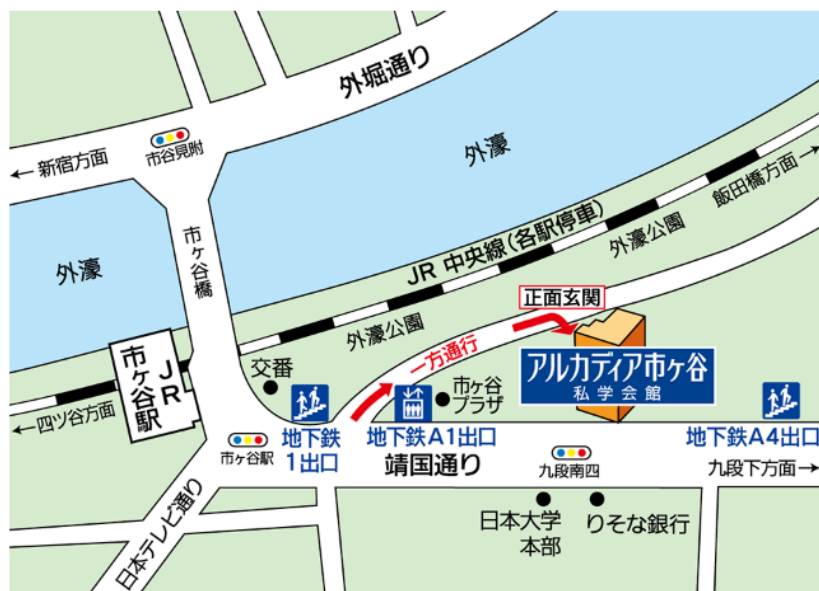 外堀通り
←新宿方面
市谷見附
外濠
飯田橋方面→
市ヶ谷橋
外濠
JR 中央線(各駅停車)
外濠公園
正面玄関
外濠公園
一方通行
アルカディア市ヶ谷
私学会館
JR
市ヶ谷駅
交番
市ヶ谷
プラザ
←四ツ谷方面
地下鉄
1出口
地下鉄A1出口
地下鉄A4出口
市ヶ谷駅
靖国通り
九段南四
九段下方面→
日本テレビ通り
日本大学
本部
りそな銀行